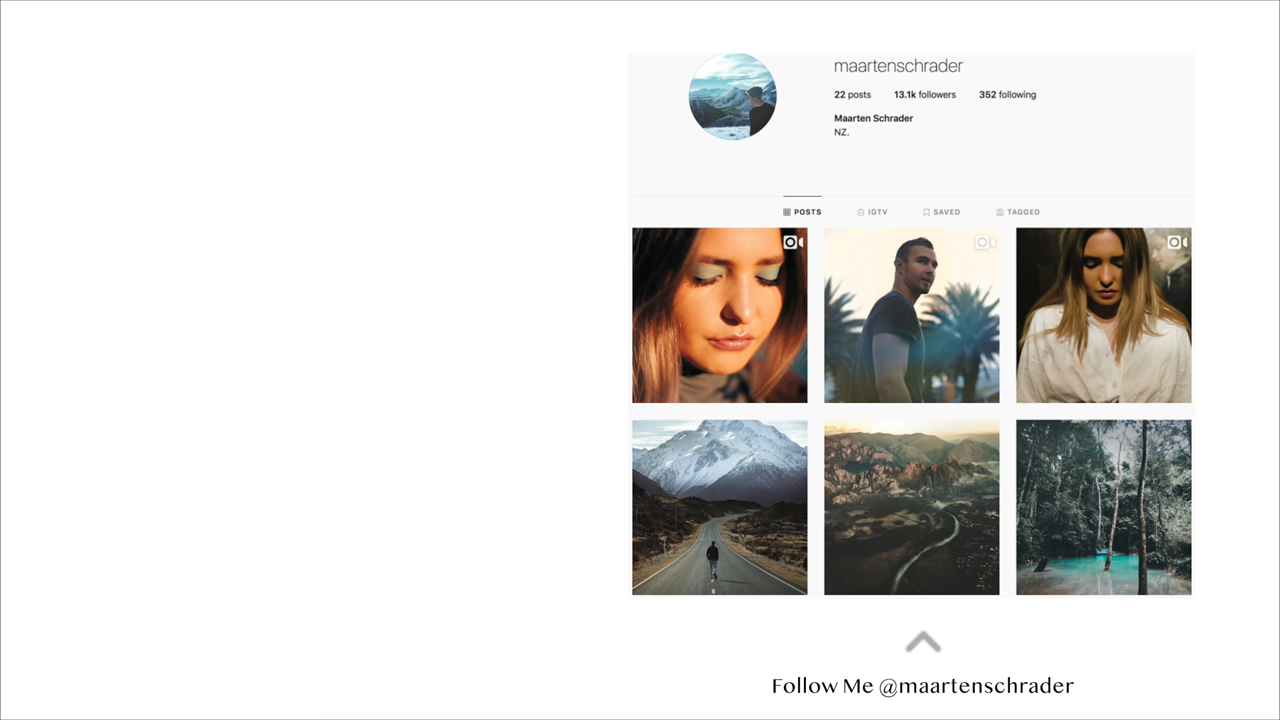 maartenschrader
22 posts 13.1k followers 352 following
Maarten Schrader
NZ.
POSTS IGTV SAVED TAGGED
Follow Me @maartenschrader